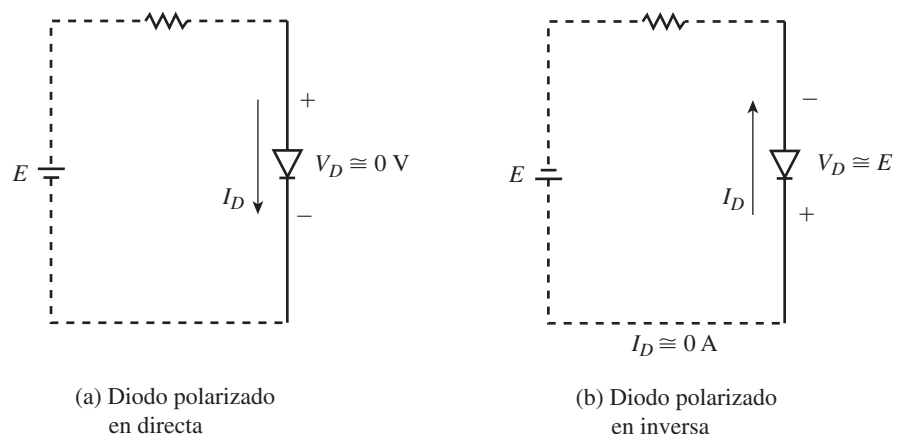 +
E
V_D ≅ 0 V
I_D
−
(a) Diodo polarizado
en directa
−
E
V_D ≅ E
I_D
+
I_D ≅ 0 A
(b) Diodo polarizado
en inversa